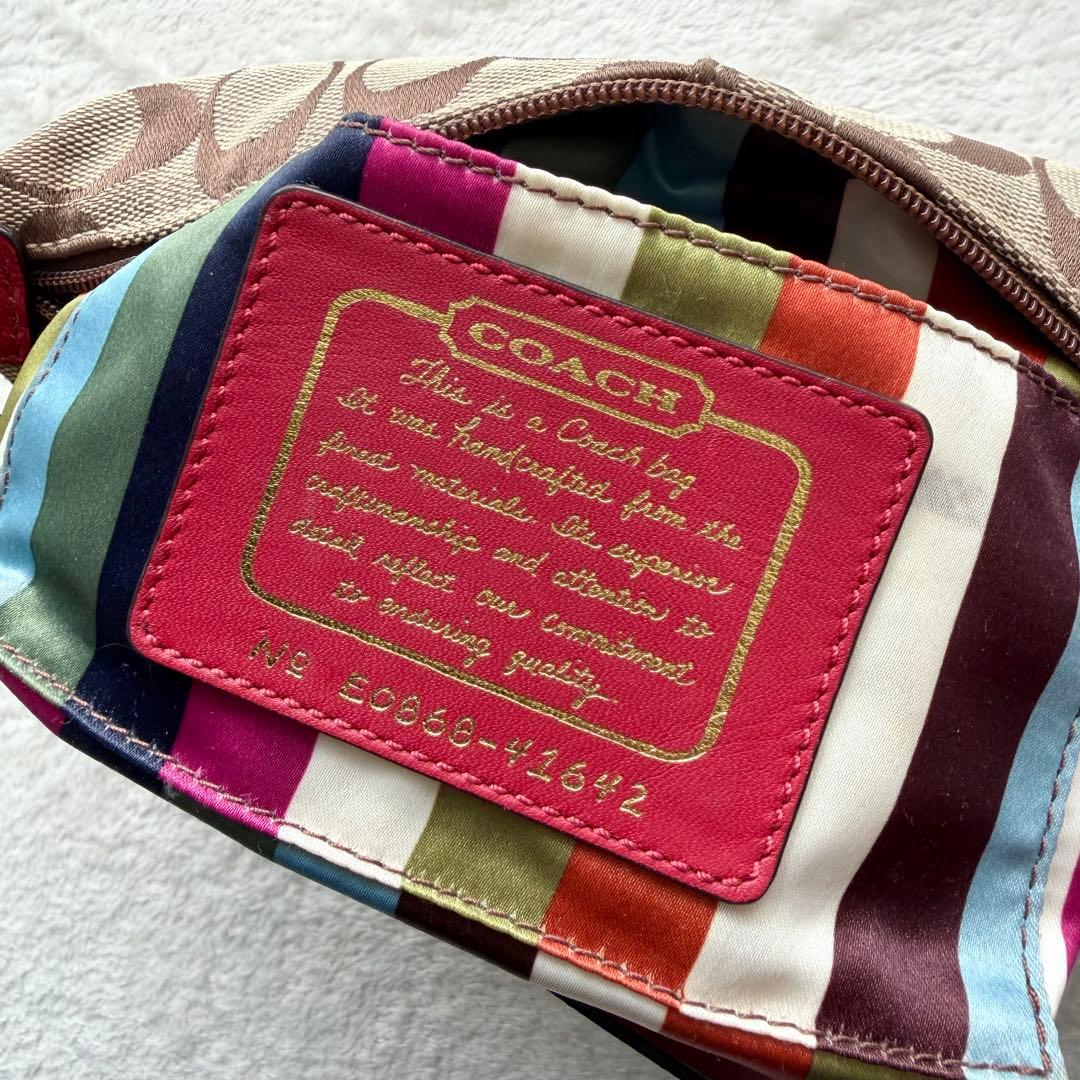 COACH
This is a Coach bag
It was handcrafted from the
finest materials. Its superior
craftsmanship and attention to
detail reflect our commitment
to enduring quality.
Nº E0868-41642